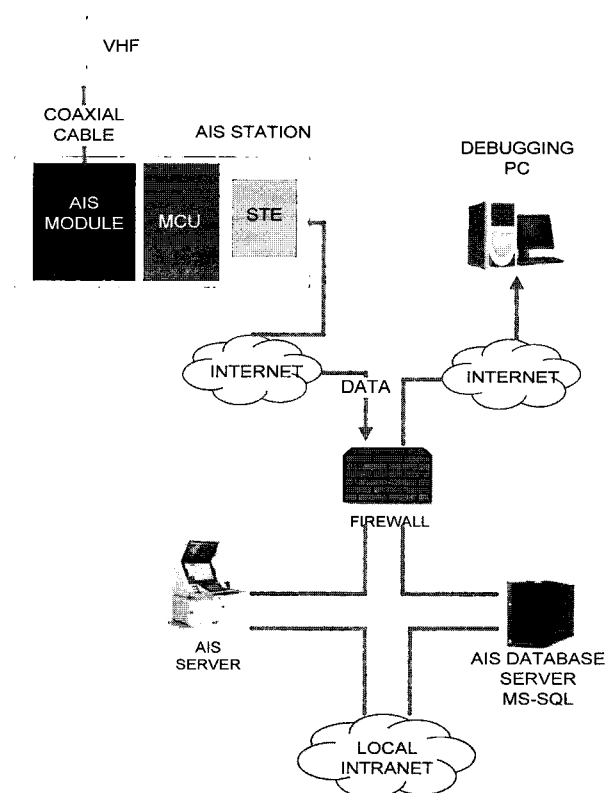 VHF
COAXIAL
CABLE
AIS STATION
AIS
MODULE
MCU
STE
DEBUGGING
PC
INTERNET
DATA
INTERNET
FIREWALL
AIS
SERVER
AIS DATABASE
SERVER
MS-SQL
LOCAL
INTRANET